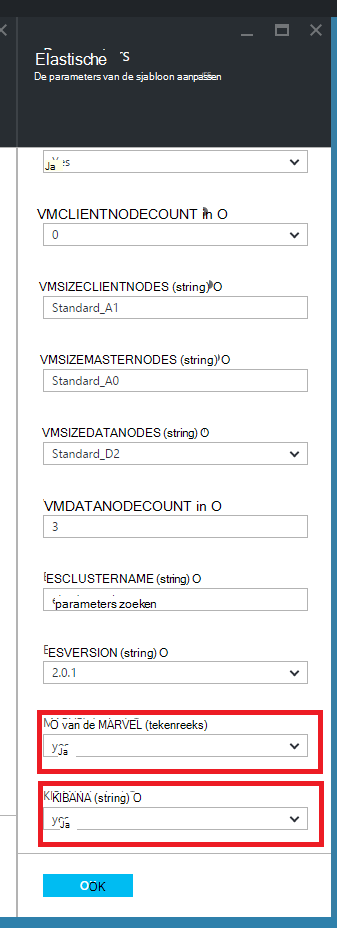 Elastische
De parameters van de sjabloon aanpassen
Ja
VMCLIENTNODECOUNT in O
0
VMSIZECLIENTNODES (string) O
Standard_A1
VMSIZEMASTERNODES (string) O
Standard_A0
VMSIZEDATANODES (string) O
Standard_D2
VMDATANODECOUNT in O
3
ESCLUSTERNAME (string) O
parameters zoeken
ESVERSION (string) O
2.0.1
O van de MARVEL (tekenreeks)
Ja
KIBANA (string) O
Ja
OK